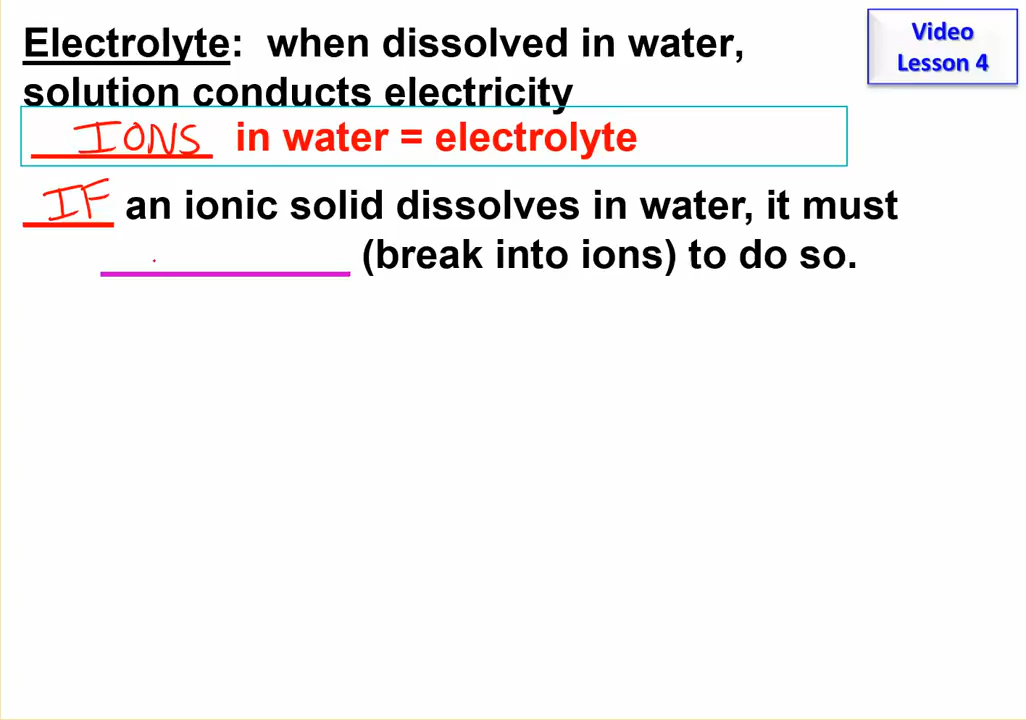 Electrolyte: when dissolved in water,
Video
Lesson 4
solution conducts electricity
IONS in water = electrolyte
IF an ionic solid dissolves in water, it must
(break into ions) to do so.